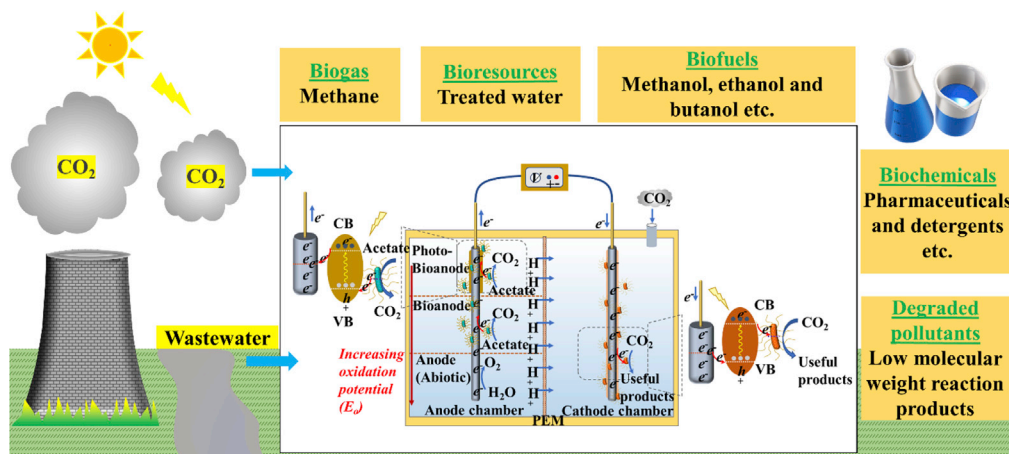 Biogas
Methane
Bioresources
Treated water
Biofuels
Methanol, ethanol and
butanol etc.
CO2
CO2
Wastewater
Biochemicals
Pharmaceuticals
and detergents
etc.
Degraded
pollutants
Low molecular
weight reaction
products
V
+-
e-
CB
e-
Acetate
e-
e-
e-
e-
e-
h
+
VB
CO2
Photo-
Bioanode
Bioanode
Anode
(Abiotic)
Increasing
oxidation
potential
(Ea)
e-
e-
CO2
Acetate
e-
CO2
Acetate
e-
O2
H2O
Anode chamber
H
+
H
+
H
+
H
+
H
+
H
+
H
+
PEM
e-
CO2
e-
e-
e-
CO2
Useful
products
Cathode chamber
e-
CB
e-
e-
e-
e-
h
+
VB
CO2
Useful
products